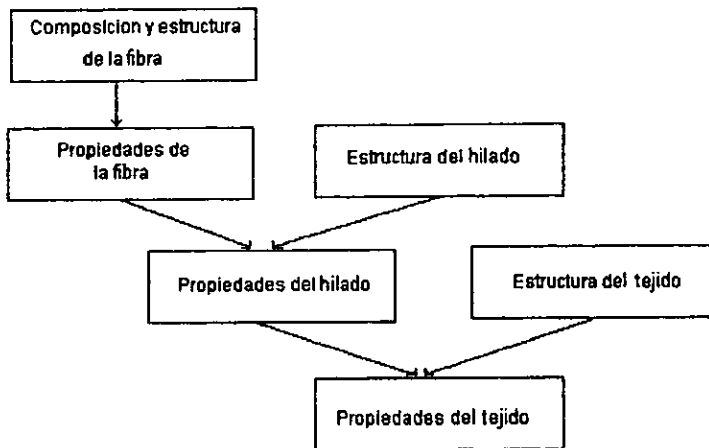 Composicion y estructura
de la fibra
Propiedades de
la fibra
Estructura del hilado
Propiedades del hilado
Estructura del tejido
Propiedades del tejido